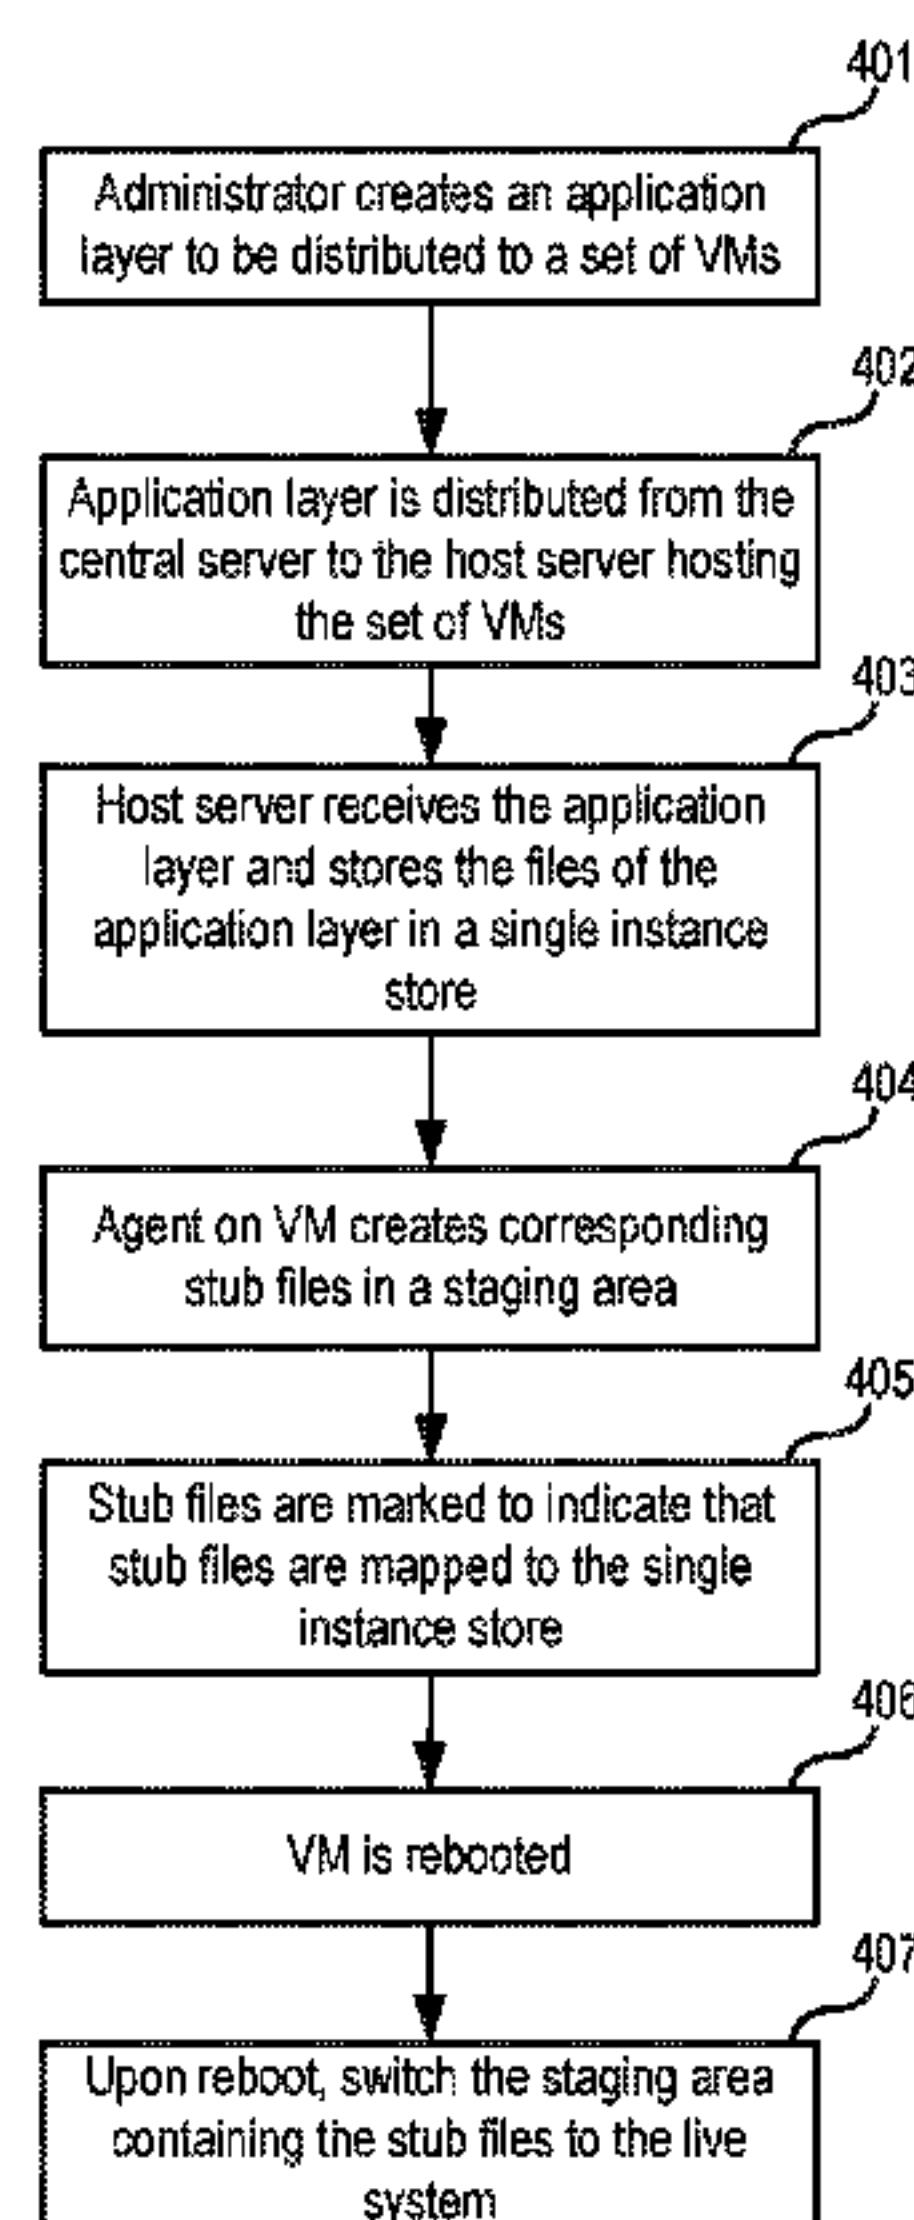 401
Administrator creates an application
layer to be distributed to a set of VMs
402
Application layer is distributed from the
central server to the host server hosting
the set of VMs
403
Host server receives the application
layer and stores the files of the
application layer in a single instance
store
404
Agent on VM creates corresponding
stub files in a staging area
405
Stub files are marked to indicate that
stub files are mapped to the single
instance store
406
VM is rebooted
407
Upon reboot, switch the staging area
containing the stub files to the live
system